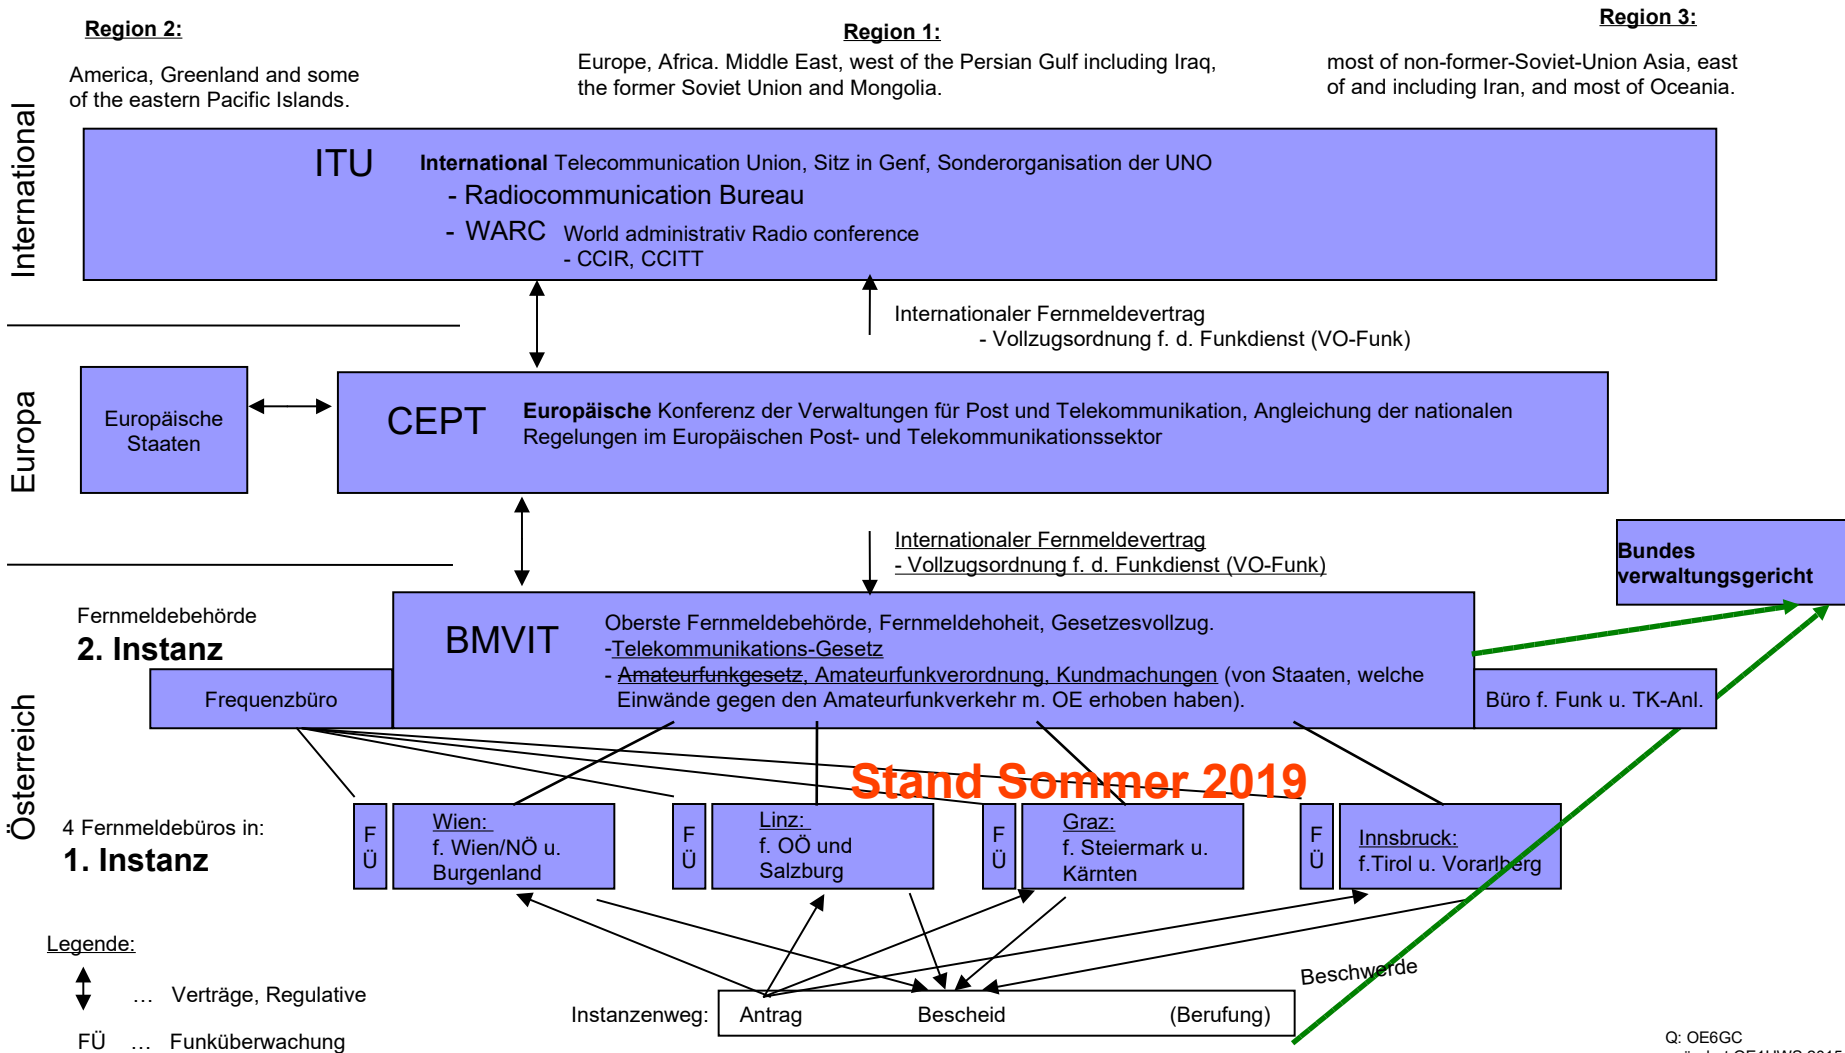 Region 2:
America, Greenland and some
of the eastern Pacific Islands.
Region 1:
Europe, Africa. Middle East, west of the Persian Gulf including Iraq,
the former Soviet Union and Mongolia.
Region 3:
most of non-former-Soviet-Union Asia, east
of and including Iran, and most of Oceania.
International
ITU International Telecommunication Union, Sitz in Genf, Sonderorganisation der UNO
- Radiocommunication Bureau
- WARC World administrativ Radio conference
- CCIR, CCITT
Internationaler Fernmeldevertrag
- Vollzugsordnung f. d. Funkdienst (VO-Funk)
Europa
Europäische
Staaten
CEPT Europäische Konferenz der Verwaltungen für Post und Telekommunikation, Angleichung der nationalen
Regelungen im Europäischen Post- und Telekommunikationssektor
Internationaler Fernmeldevertrag
- Vollzugsordnung f. d. Funkdienst (VO-Funk)
Bundes
verwaltungsgericht
Österreich
Fernmeldebehörde
2. Instanz
BMVIT Oberste Fernmeldebehörde, Fernmeldehoheit, Gesetzesvollzug.
-Telekommunikations-Gesetz
- Amateurfunkgesetz, Amateurfunkverordnung, Kundmachungen (von Staaten, welche
Einwände gegen den Amateurfunkverkehr m. OE erhoben haben).
Frequenzbüro
Büro f. Funk u. TK-Anl.
Stand Sommer 2019
4 Fernmeldebüros in:
1. Instanz
F
Ü
Wien:
f. Wien/NÖ u.
Burgenland
F
Ü
Linz:
f. OÖ und
Salzburg
F
Ü
Graz:
f. Steiermark u.
Kärnten
F
Ü
Innsbruck:
f.Tirol u. Vorarlberg
Legende:
... Verträge, Regulative
FÜ ... Funküberwachung
Instanzenweg: Antrag Bescheid (Berufung)
Beschwerde
Q: OE6GC
OE1HWS 2015